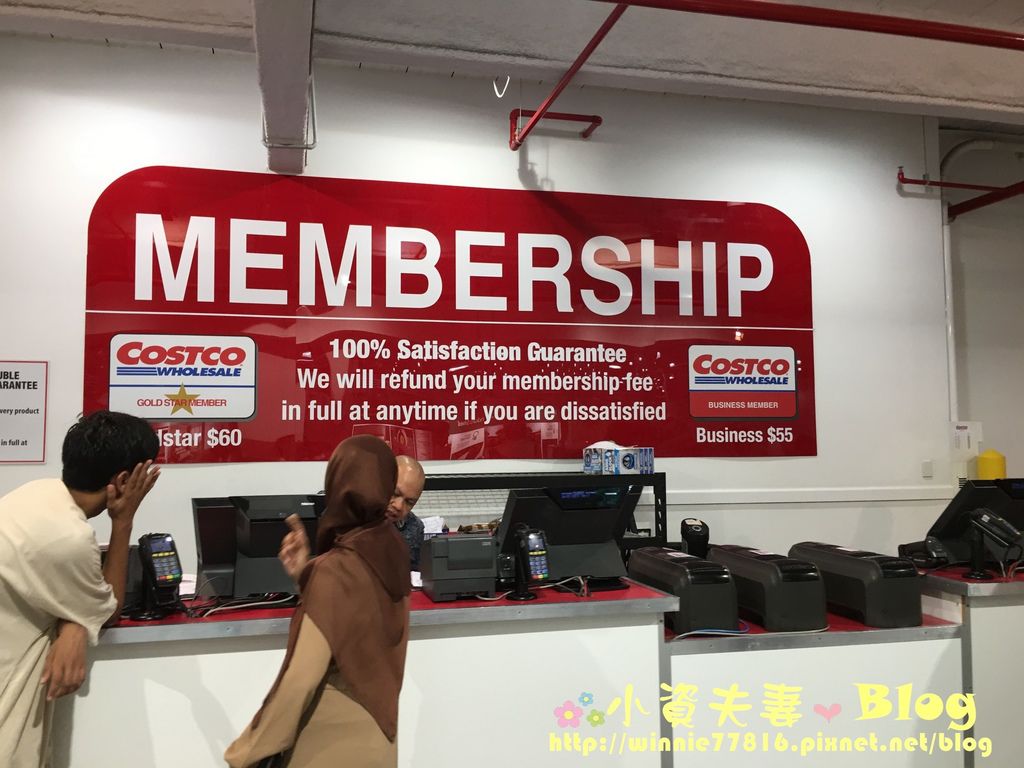 MEMBERSHIP
COSTCO
WHOLESALE
GOLD STAR MEMBER
lstar $60
100% Satisfaction Guarantee
We will refund your membership fee
in full at anytime if you are dissatisfied
COSTCO
WHOLESALE
BUSINESS MEMBER
Business $55
UBLE
ARANTEE
very product
in full at
小資夫妻 Blog
http://winnie77816.pixnet.net/blog